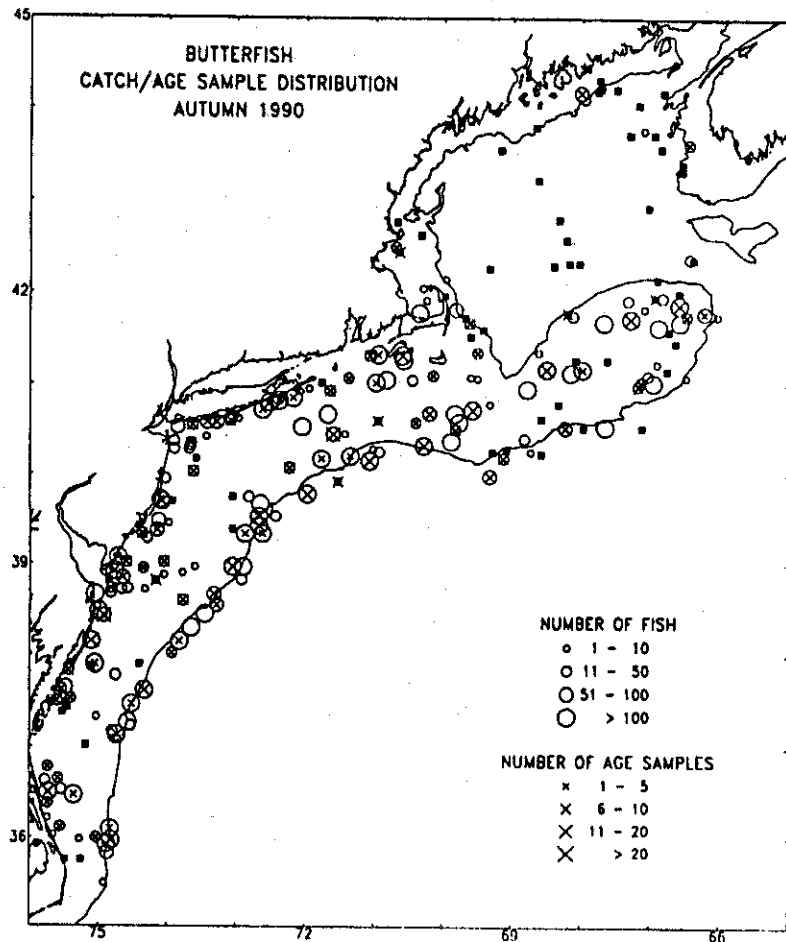 45
BUTTERFISH
CATCH/AGE SAMPLE DISTRIBUTION
AUTUMN 1990
42
39
NUMBER OF FISH
1 - 10
11 - 50
51 - 100
> 100
NUMBER OF AGE SAMPLES
1 - 5
6 - 10
11 - 20
> 20
36
75
72
69
66